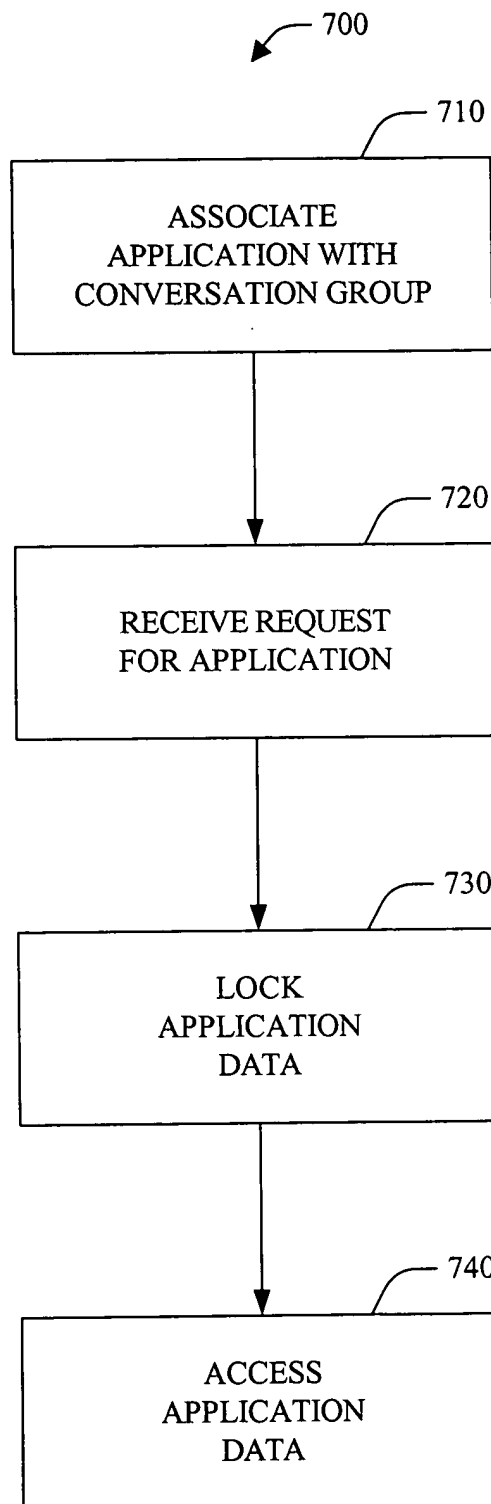 700
710
ASSOCIATE
APPLICATION WITH
CONVERSATION GROUP
720
RECEIVE REQUEST
FOR APPLICATION
730
LOCK
APPLICATION
DATA
740
ACCESS
APPLICATION
DATA